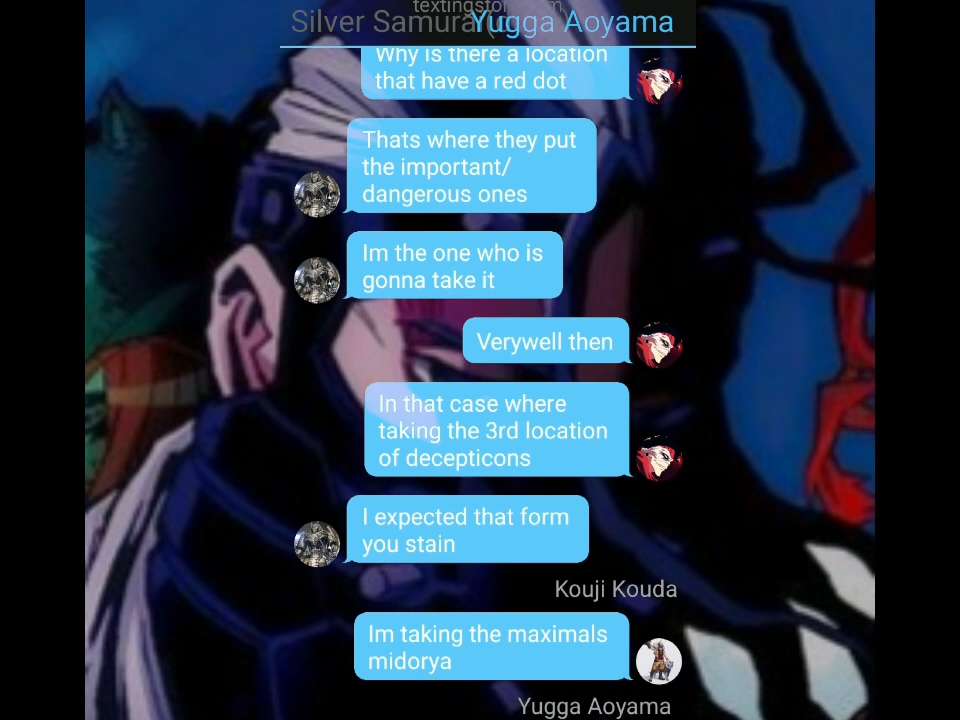 textingsto
m
Silver Samura
Yugga Aoyama
Why is there a location
that have a red dot
Thats where they put
the important/
dangerous ones
Im the one who is
gonna take it
Verywell then
In that case where
taking the 3rd location
of decepticons
I expected that form
you stain
Kouji Kouda
Im taking the maximals
midorya
Yugga Aoyama